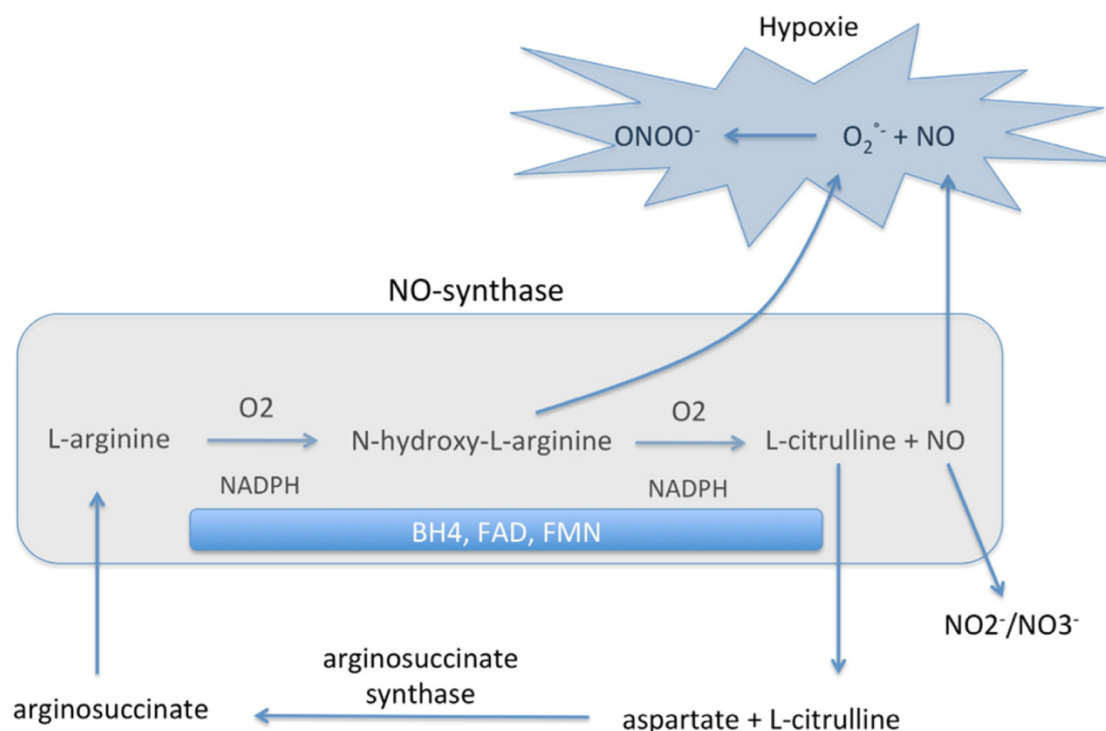 Hypoxie
ONOO⁻
O₂°⁻ + NO
NO-synthase
O2
O2
L-arginine
N-hydroxy-L-arginine
L-citrulline + NO
NADPH
NADPH
BH4, FAD, FMN
NO2⁻/NO3⁻
arginosuccinate
synthase
arginosuccinate
aspartate + L-citrulline